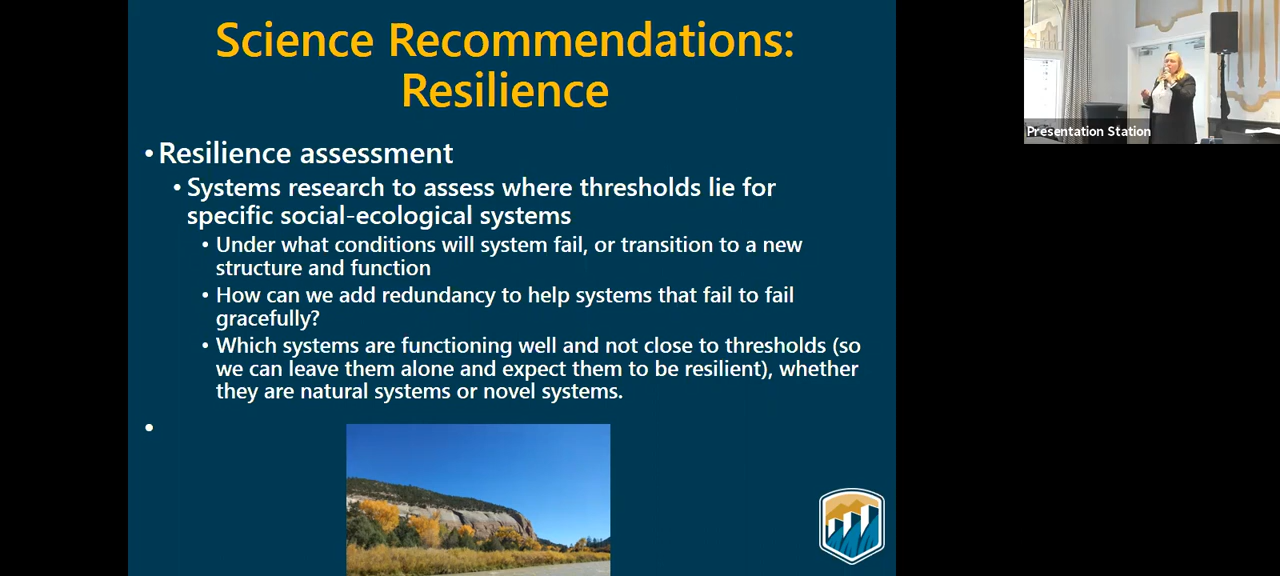 Science Recommendations:
Resilience
• Resilience assessment
• Systems research to assess where thresholds lie for
specific social-ecological systems
• Under what conditions will system fail, or transition to a new
structure and function
• How can we add redundancy to help systems that fail to fail
gracefully?
• Which systems are functioning well and not close to thresholds (so
we can leave them alone and expect them to be resilient), whether
they are natural systems or novel systems.
•
Presentation Station